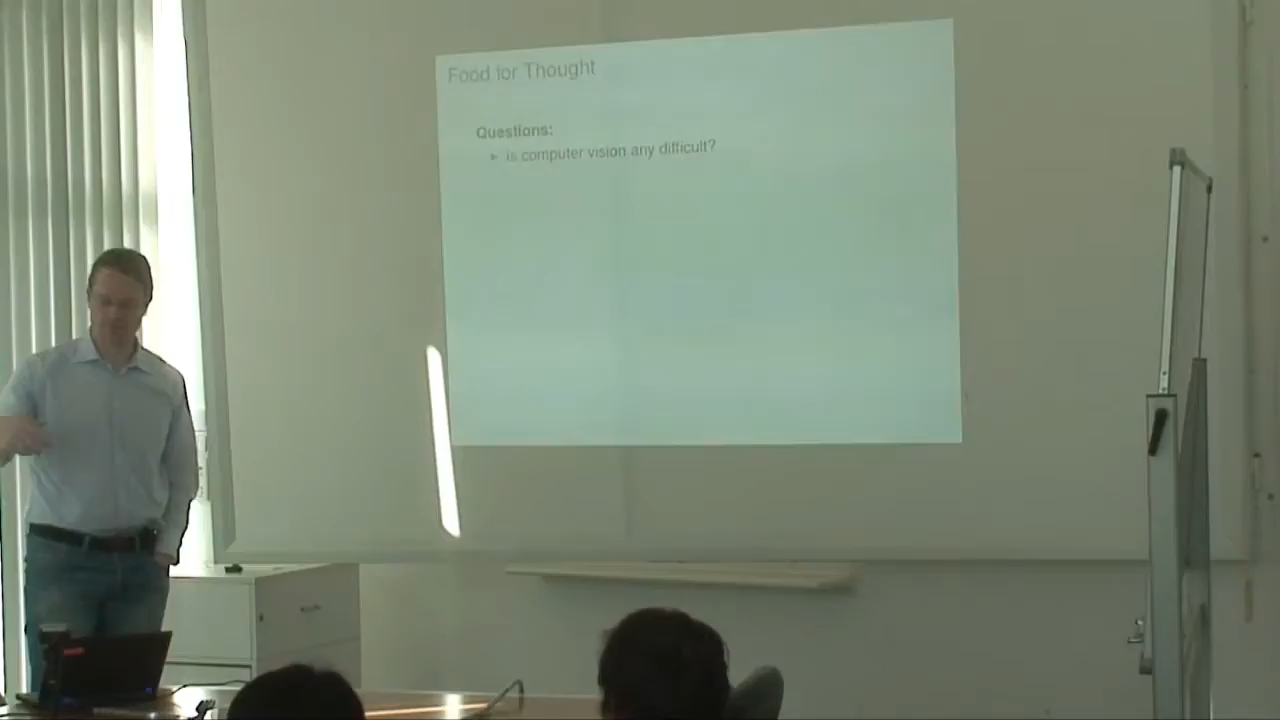 Food for Thought
Questions:
► Is computer vision any difficult?